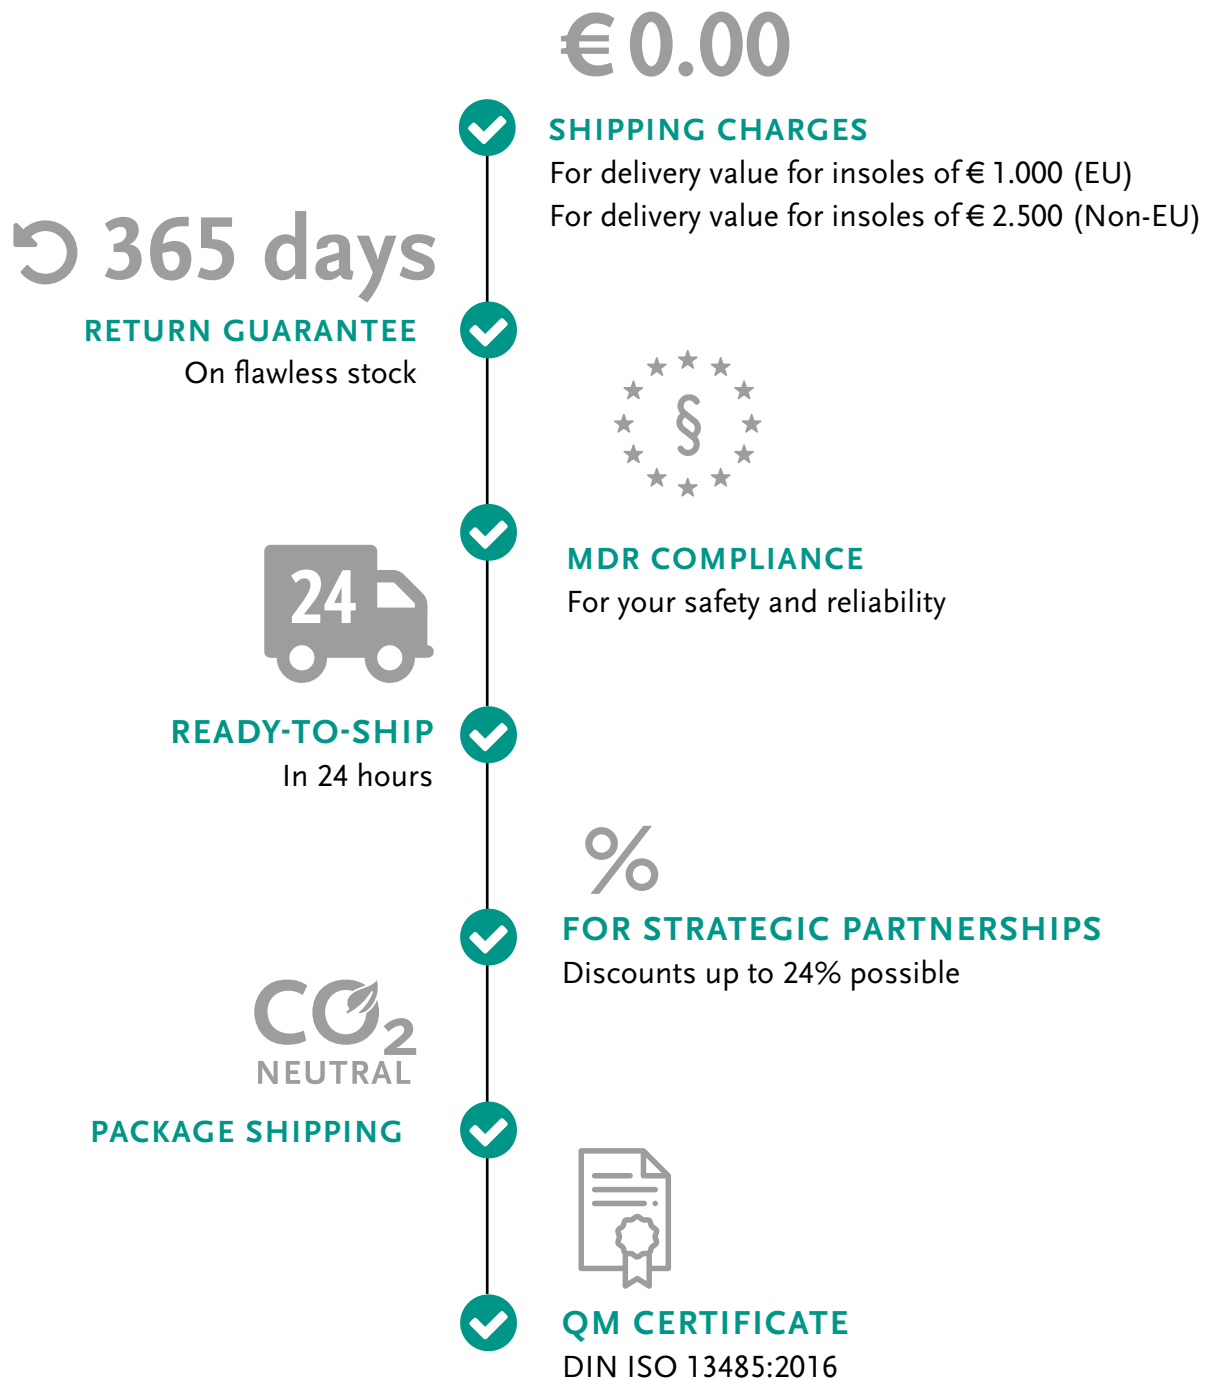 € 0.00
SHIPPING CHARGES
For delivery value for insoles of € 1.000 (EU)
For delivery value for insoles of € 2.500 (Non-EU)
365 days
RETURN GUARANTEE
On flawless stock
§
MDR COMPLIANCE
For your safety and reliability
24
READY-TO-SHIP
In 24 hours
%
FOR STRATEGIC PARTNERSHIPS
Discounts up to 24% possible
CO₂
NEUTRAL
PACKAGE SHIPPING
QM CERTIFICATE
DIN ISO 13485:2016